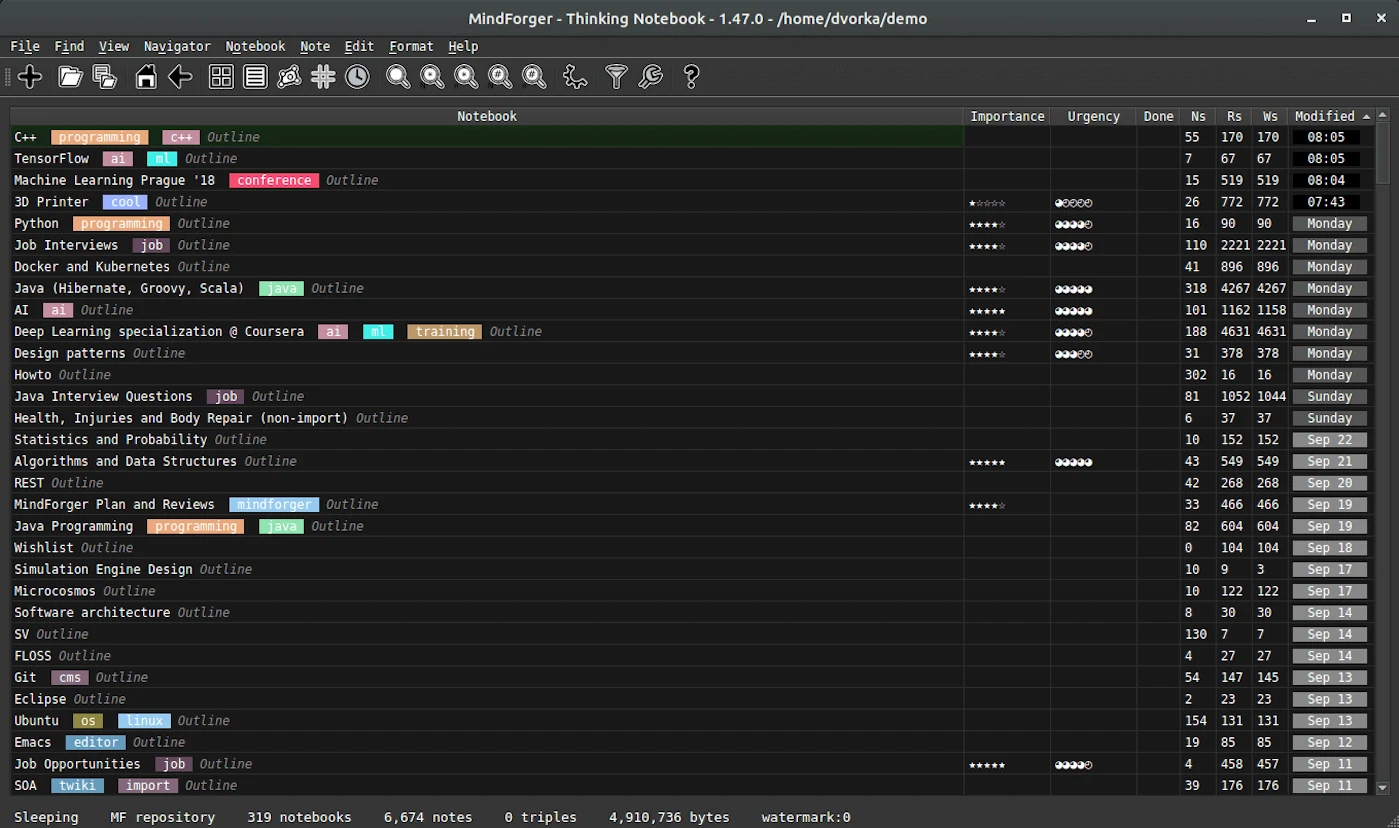 MindForger - Thinking Notebook - 1.47.0 - /home/dvorka/demo
File Find View Navigator Notebook Note Edit Format Help
Notebook Importance Urgency Done Ns Rs Ws Modified
C++ programming c++ Outline 55 170 170 08:05
TensorFlow ai ml Outline 7 67 67 08:05
Machine Learning Prague '18 conference Outline 15 519 519 08:04
3D Printer cool Outline ★☆☆☆☆ ◕◷◷◷◷ 26 772 772 07:43
Python programming Outline ★★★★☆ ◕◕◕◕◷ 16 90 90 Monday
Job Interviews job Outline ★★★★☆ ◕◕◕◕◷ 110 2221 2221 Monday
Docker and Kubernetes Outline 41 896 896 Monday
Java (Hibernate, Groovy, Scala) java Outline ★★★★☆ ◕◕◕◕◕ 318 4267 4267 Monday
AI ai Outline ★★★★★ ◕◕◕◕◕ 101 1162 1158 Monday
Deep Learning specialization @ Coursera ai ml training Outline ★★★★☆ ◕◕◕◕◷ 188 4631 4631 Monday
Design patterns Outline ★★★★☆ ◕◕◕◷◷ 31 378 378 Monday
Howto Outline 302 16 16 Monday
Java Interview Questions job Outline 81 1052 1044 Sunday
Health, Injuries and Body Repair (non-import) Outline 6 37 37 Sunday
Statistics and Probability Outline 10 152 152 Sep 22
Algorithms and Data Structures Outline ★★★★★ ◕◕◕◕◕ 43 549 549 Sep 21
REST Outline 42 268 268 Sep 20
MindForger Plan and Reviews mindforger Outline ★★★★☆ 33 466 466 Sep 19
Java Programming programming java Outline 82 604 604 Sep 19
Wishlist Outline 0 104 104 Sep 18
Simulation Engine Design Outline 10 9 3 Sep 17
Microcosmos Outline 10 122 122 Sep 17
Software architecture Outline 8 30 30 Sep 14
SV Outline 130 7 7 Sep 14
FLOSS Outline 4 27 27 Sep 14
Git cms Outline 54 147 145 Sep 13
Eclipse Outline 2 23 23 Sep 13
Ubuntu os linux Outline 154 131 131 Sep 13
Emacs editor Outline 19 85 85 Sep 12
Job Opportunities job Outline ★★★★★ ◕◕◕◕◷ 4 458 457 Sep 11
SOA twiki import Outline 39 176 176 Sep 11
Sleeping MF repository 319 notebooks 6,674 notes 0 triples 4,910,736 bytes watermark:0